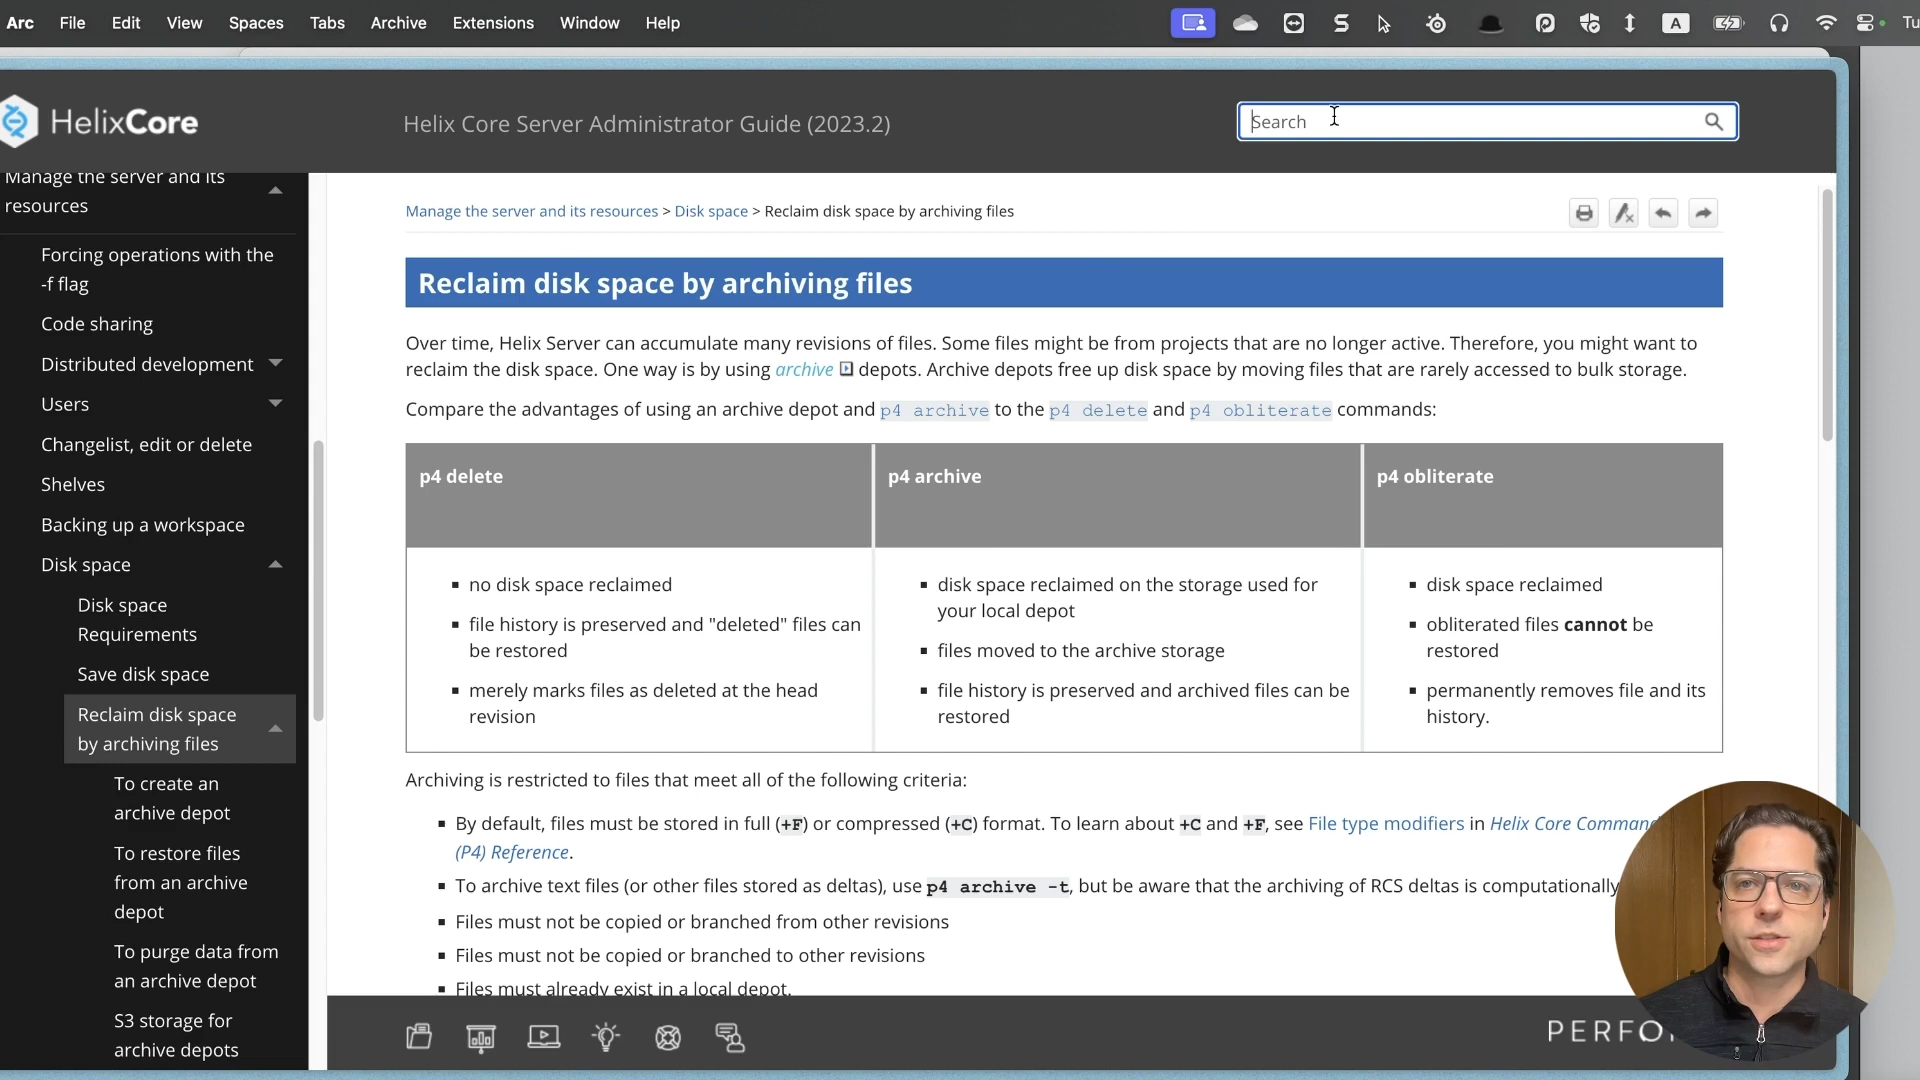 Arc File Edit View Spaces Tabs Archive Extensions Window Help
A
Tu
HelixCore
Helix Core Server Administrator Guide (2023.2)
Search
Manage the server and its
resources
Forcing operations with the
-f flag
Code sharing
Distributed development
Users
Changelist, edit or delete
Shelves
Backing up a workspace
Disk space
Disk space
Requirements
Save disk space
Reclaim disk space
by archiving files
To create an
archive depot
To restore files
from an archive
depot
To purge data from
an archive depot
S3 storage for
archive depots
Manage the server and its resources > Disk space > Reclaim disk space by archiving files
Reclaim disk space by archiving files
Over time, Helix Server can accumulate many revisions of files. Some files might be from projects that are no longer active. Therefore, you might want to
reclaim the disk space. One way is by using archive depots. Archive depots free up disk space by moving files that are rarely accessed to bulk storage.
Compare the advantages of using an archive depot and p4 archive to the p4 delete and p4 obliterate commands:
p4 delete
p4 archive
p4 obliterate
▪ no disk space reclaimed
▪ file history is preserved and "deleted" files can
be restored
▪ merely marks files as deleted at the head
revision
▪ disk space reclaimed on the storage used for
your local depot
▪ files moved to the archive storage
▪ file history is preserved and archived files can be
restored
▪ disk space reclaimed
▪ obliterated files cannot be
restored
▪ permanently removes file and its
history.
Archiving is restricted to files that meet all of the following criteria:
▪ By default, files must be stored in full (+F) or compressed (+C) format. To learn about +C and +F, see File type modifiers in Helix Core Command
(P4) Reference.
▪ To archive text files (or other files stored as deltas), use p4 archive -t, but be aware that the archiving of RCS deltas is computationally
▪ Files must not be copied or branched from other revisions
▪ Files must not be copied or branched to other revisions
▪ Files must already exist in a local depot.
PERFO